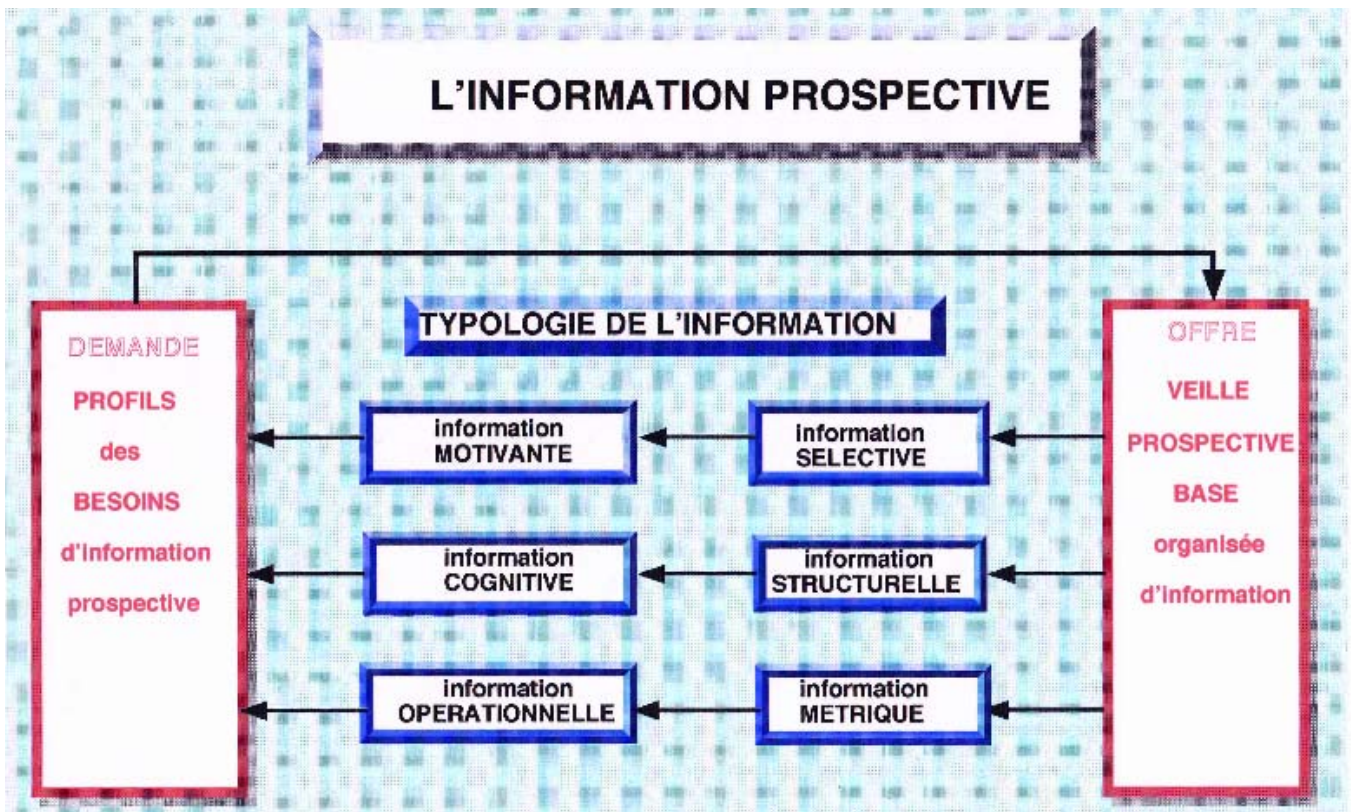 L'INFORMATION PROSPECTIVE
TYPOLOGIE DE L'INFORMATION
DEMANDE
PROFILS
des
BESOINS
d'information
prospective
information
MOTIVANTE
information
SELECTIVE
information
COGNITIVE
information
STRUCTURELLE
information
OPERATIONNELLE
information
METRIQUE
OFFRE
VEILLE
PROSPECTIVE
BASE
organisée
d'information